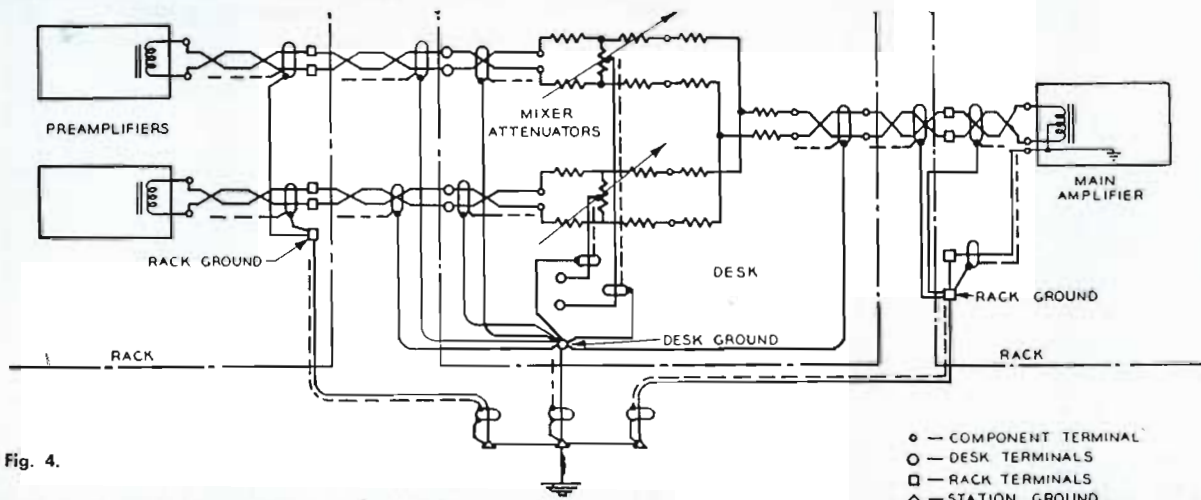 PREAMPLIFIERS
MIXER
ATTENUATORS
MAIN
AMPLIFIER
RACK GROUND
DESK
RACK GROUND
DESK GROUND
RACK
RACK
Fig. 4.
o — COMPONENT TERMINAL
O — DESK TERMINALS
□ — RACK TERMINALS
△ — STATION GROUND